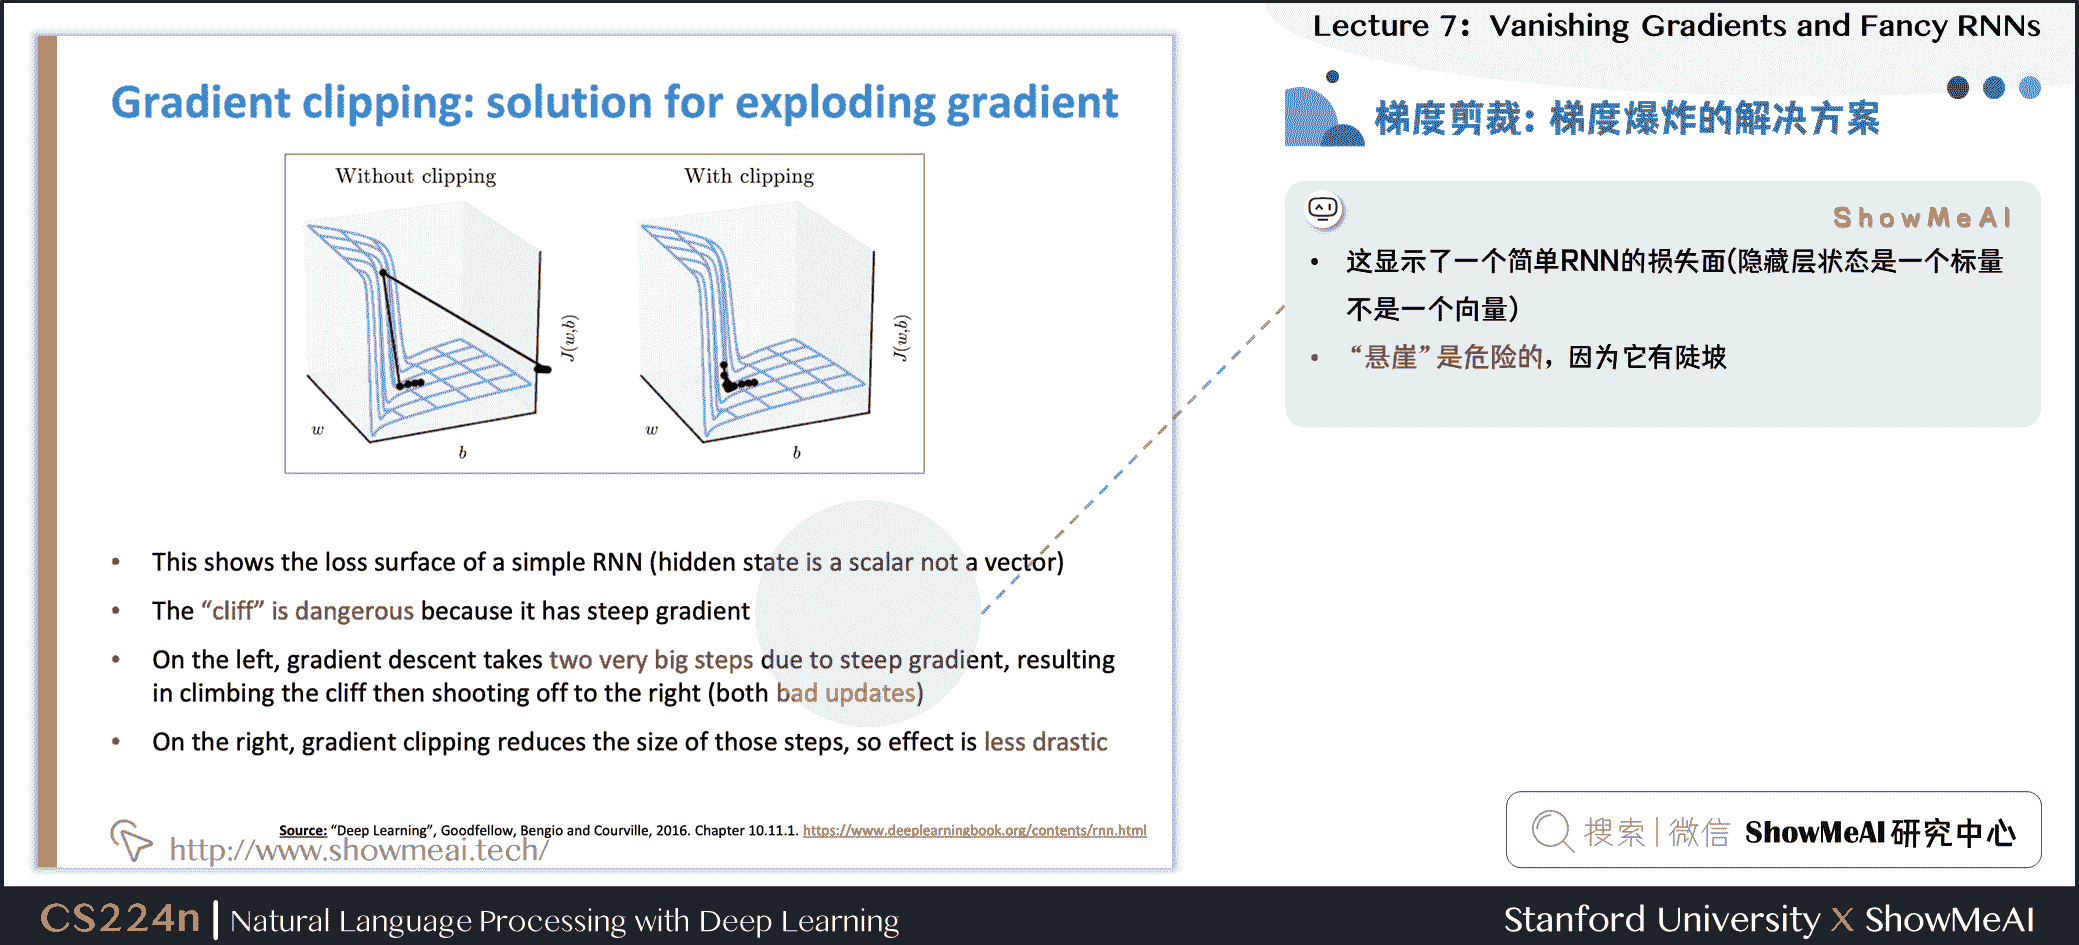 Lecture 7: Vanishing Gradients and Fancy RNNs
Gradient clipping: solution for exploding gradient
Without clipping
With clipping
J(w,b)
J(w,b)
w
b
w
b
• This shows the loss surface of a simple RNN (hidden state is a scalar not a vector)
• The “cliff” is dangerous because it has steep gradient
• On the left, gradient descent takes two very big steps due to steep gradient, resulting
in climbing the cliff then shooting off to the right (both bad updates)
• On the right, gradient clipping reduces the size of those steps, so effect is less drastic
Source: “Deep Learning”, Goodfellow, Bengio and Courville, 2016. Chapter 10.11.1. https://www.deeplearningbook.org/contents/rnn.html
http://www.showmeai.tech/
梯度剪裁: 梯度爆炸的解决方案
ShowMeAI
• 这显示了一个简单RNN的损失面(隐藏层状态是一个标量
不是一个向量)
• “悬崖”是危险的，因为它有陡坡
搜索|微信 ShowMeAI 研究中心
CS224n | Natural Language Processing with Deep Learning
Stanford University X ShowMeAI